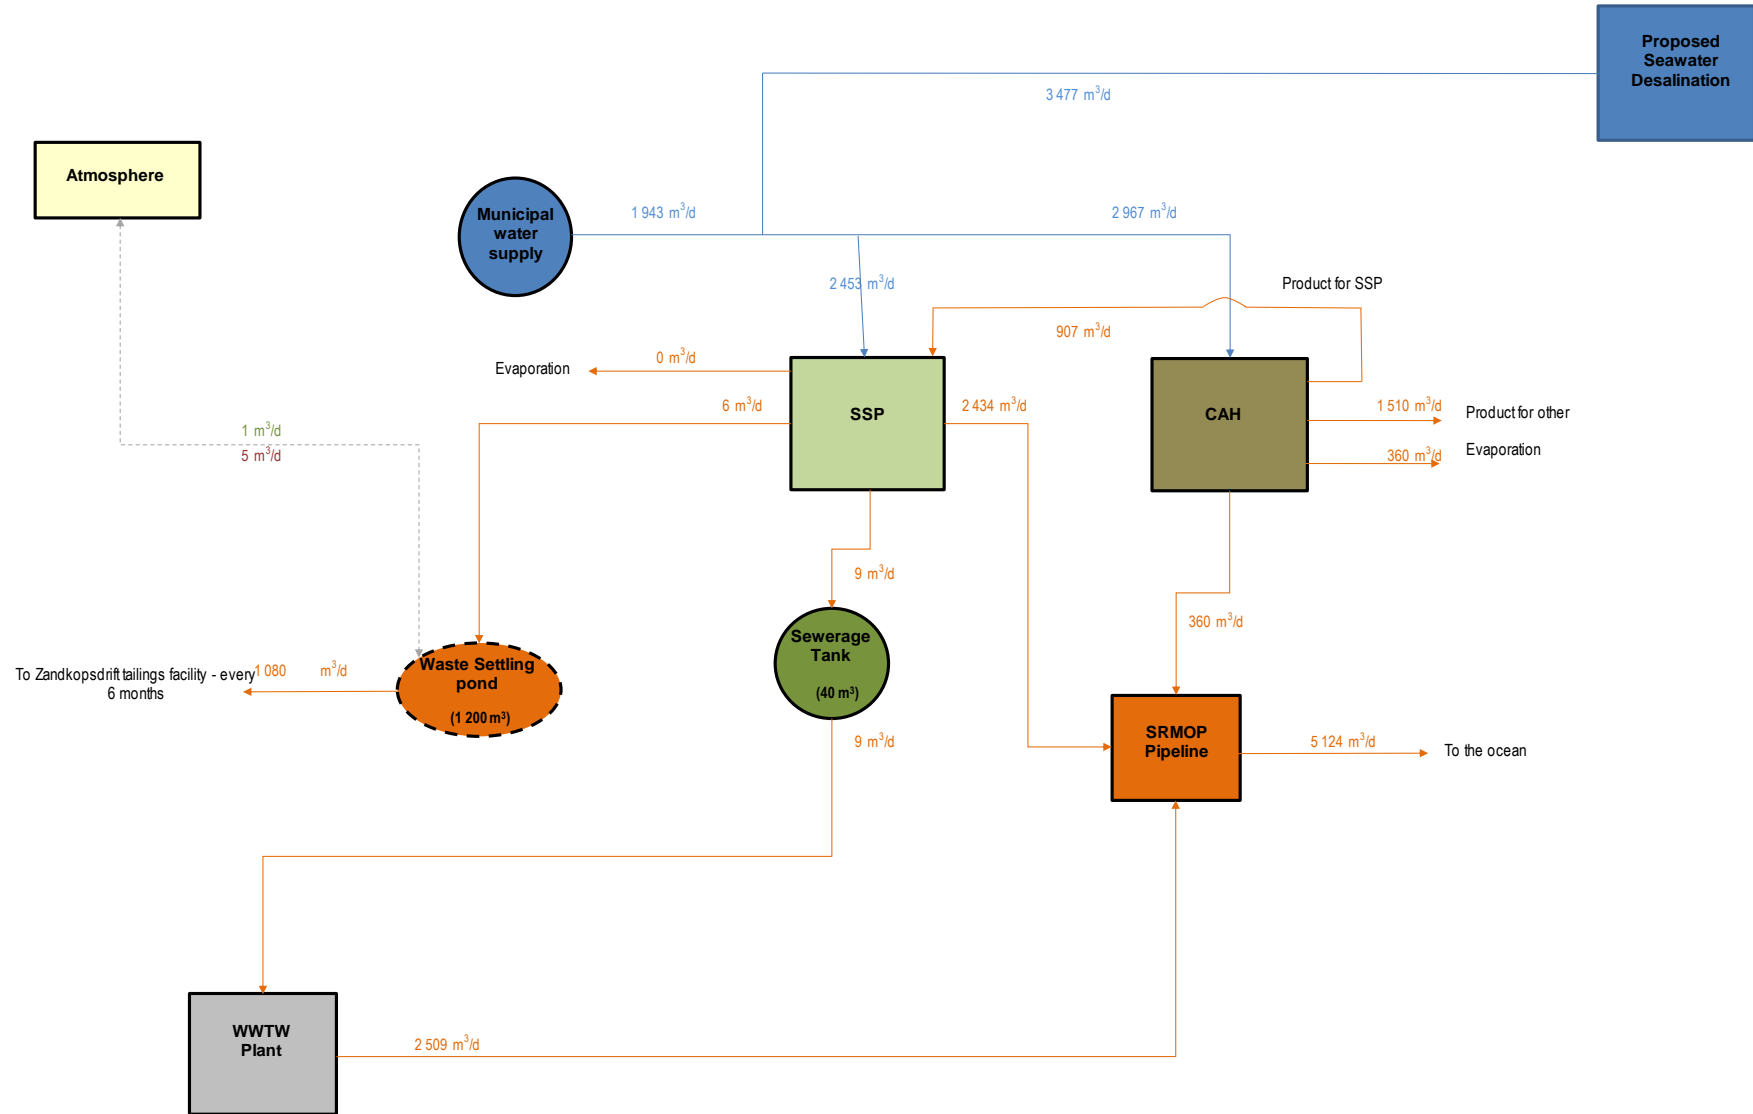 Proposed
Seawater
Desalination
3 477 m³/d
Atmosphere
Municipal
water
supply
1 943 m³/d
2 967 m³/d
2 453 m³/d
Product for SSP
907 m³/d
Evaporation
0 m³/d
6 m³/d
SSP
2 434 m³/d
CAH
1 510 m³/d
Product for other
360 m³/d
Evaporation
1 m³/d
5 m³/d
9 m³/d
360 m³/d
Sewerage
Tank
(40 m³)
Waste Settling
pond
(1 200 m³)
To Zandkopsdrift tailings facility - every
6 months
1 080 m³/d
9 m³/d
SRMOP
Pipeline
5 124 m³/d
To the ocean
WWTW
Plant
2 509 m³/d